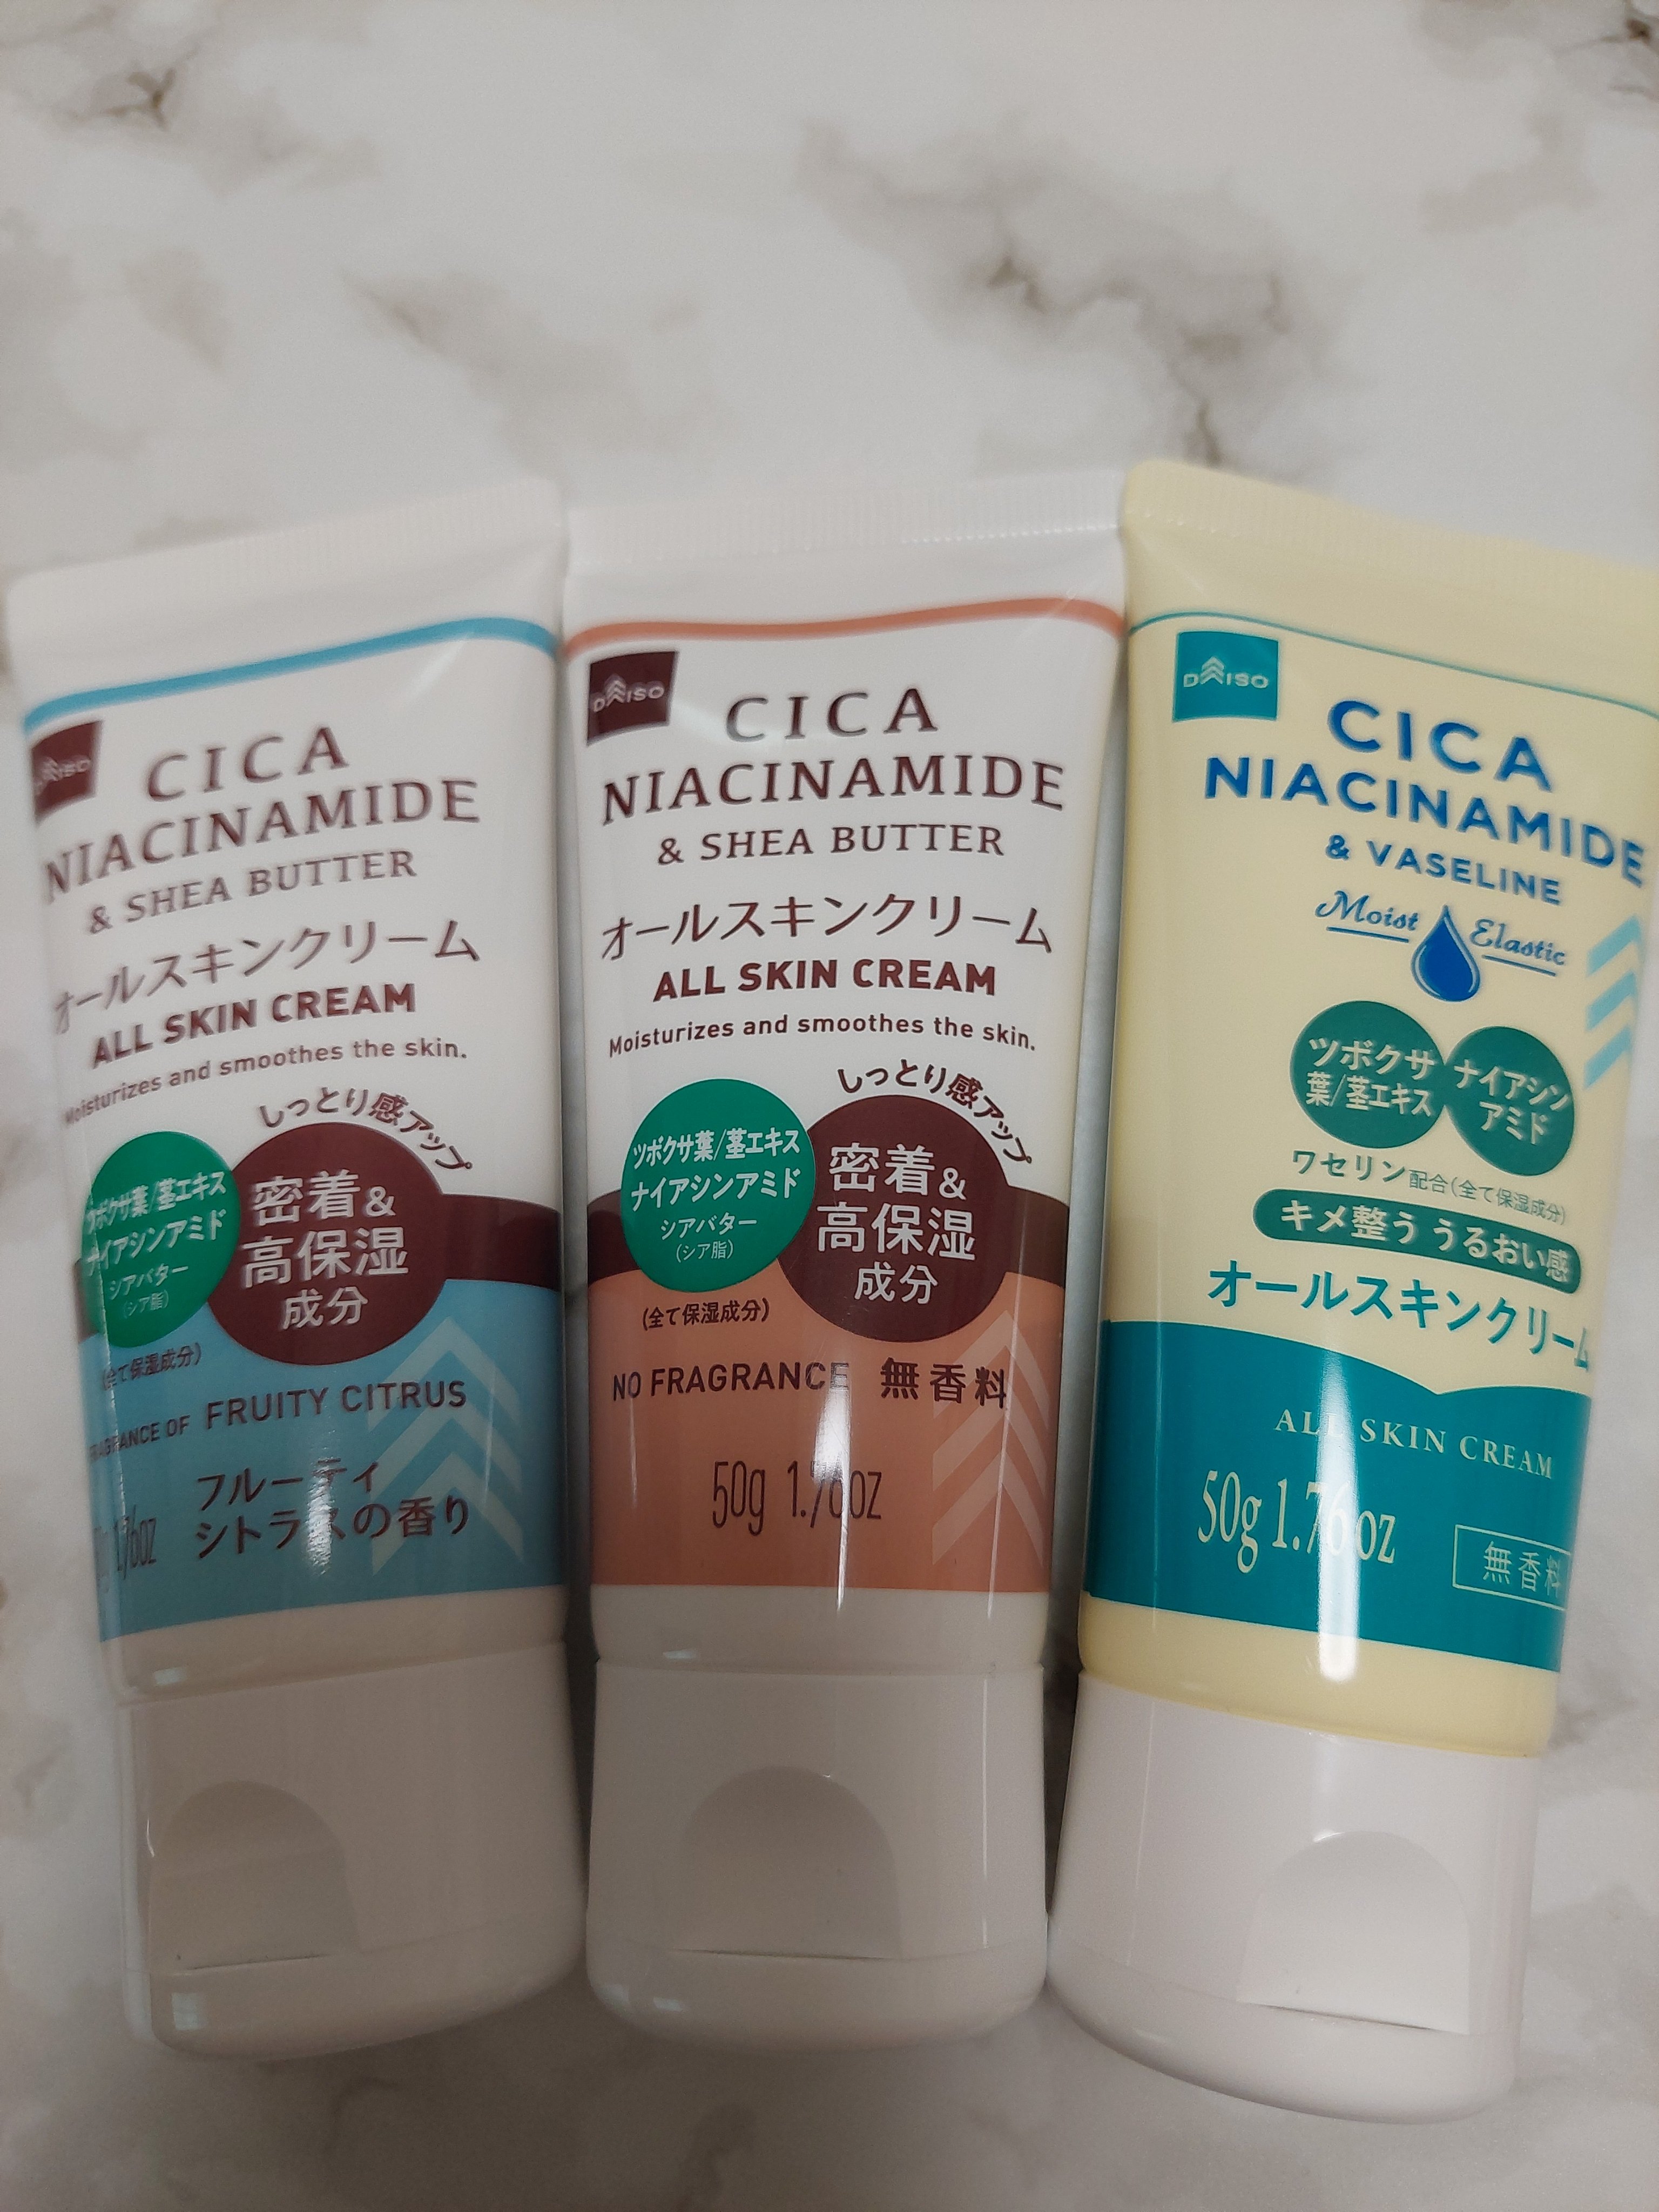 DAISO
CICA
NIACINAMIDE
& SHEA BUTTER
オールスキンクリーム
ALL SKIN CREAM
Moisturizes and smoothes the skin.
しっとり感アップ
ツボクサ葉/茎エキス
ナイアシンアミド
シアバター
(シア脂)
密着&
高保湿
成分
(全て保湿成分)
FRAGRANCE OF FRUITY CITRUS
フルーティ
シトラスの香り
1.76oz
DAISO
CICA
NIACINAMIDE
& SHEA BUTTER
オールスキンクリーム
ALL SKIN CREAM
Moisturizes and smoothes the skin.
しっとり感アップ
ツボクサ葉/茎エキス
ナイアシンアミド
シアバター
(シア脂)
密着&
高保湿
成分
(全て保湿成分)
NO FRAGRANCE 無香料
50g 1.76oz
DAISO
CICA
NIACINAMIDE
& VASELINE
Moist Elastic
ツボクサ
葉/茎エキス
ナイアシン
アミド
ワセリン配合(全て保湿成分)
キメ整う うるおい感
オールスキンクリーム
ALL SKIN CREAM
50g 1.76oz
無香料